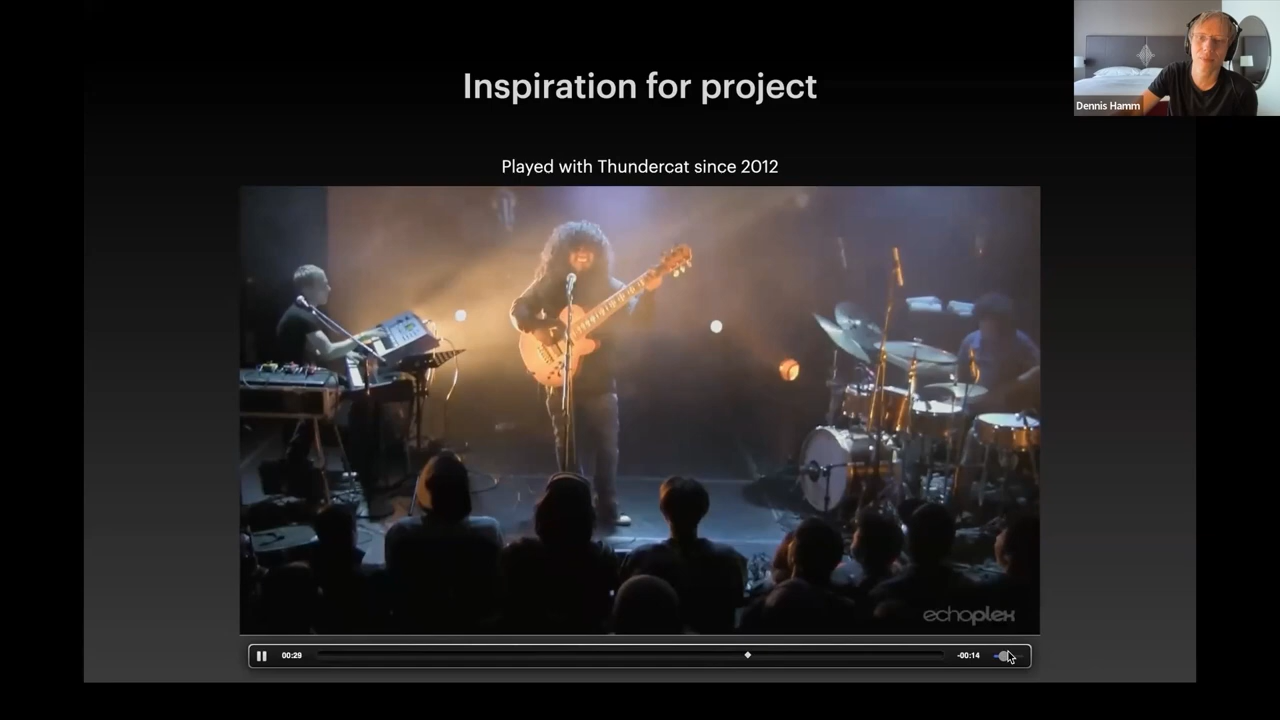 Inspiration for project
Dennis Hamm
Played with Thundercat since 2012
echoplex
00:29
-00:14